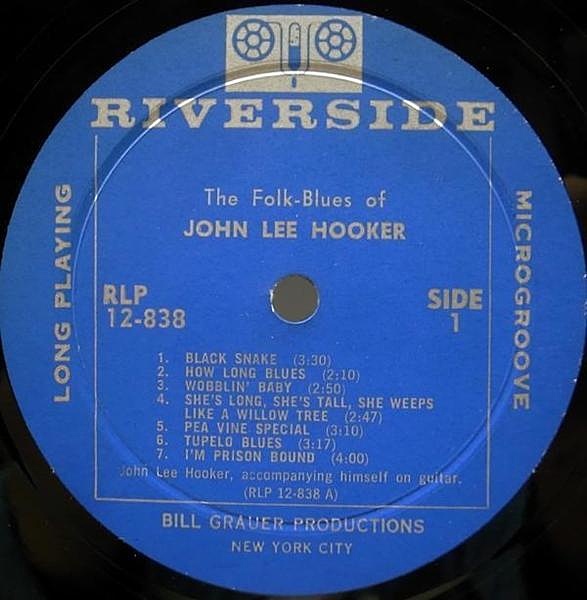 RIVERSIDE
The Folk-Blues of
JOHN LEE HOOKER
LONG PLAYING
MICROGROOVE
RLP
12-838
SIDE
1
1. BLACK SNAKE (3:30)
2. HOW LONG BLUES (2:10)
3. WOBBLIN' BABY (2:50)
4. SHE'S LONG, SHE'S TALL, SHE WEEPS
LIKE A WILLOW TREE (2:47)
5. PEA VINE SPECIAL (3:10)
6. TUPELO BLUES (3:17)
7. I'M PRISON BOUND (4:00)
John Lee Hooker, accompanying himself on guitar.
(RLP 12-838 A)
BILL GRAUER PRODUCTIONS
NEW YORK CITY